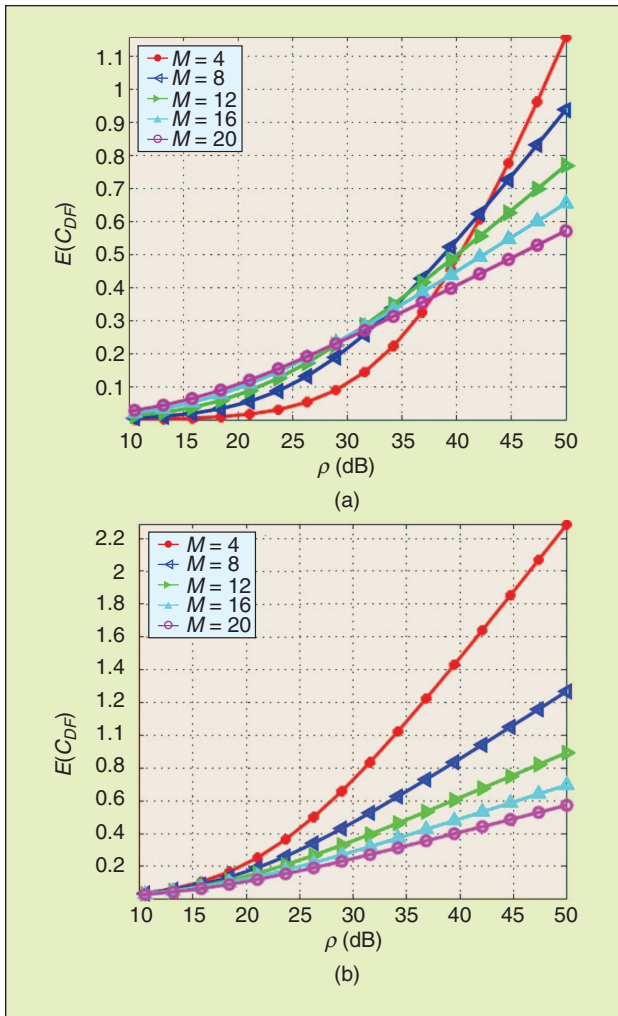 1.1
1
0.9
0.8
0.7
0.6
0.5
0.4
0.3
0.2
0.1
E(C_DF)
M = 4
M = 8
M = 12
M = 16
M = 20
10 15 20 25 30 35 40 45 50
ρ (dB)
(a)
2.2
2
1.8
1.6
1.4
1.2
1.1
0.8
0.6
0.4
0.2
E(C_DF)
M = 4
M = 8
M = 12
M = 16
M = 20
10 15 20 25 30 35 40 45 50
ρ (dB)
(b)